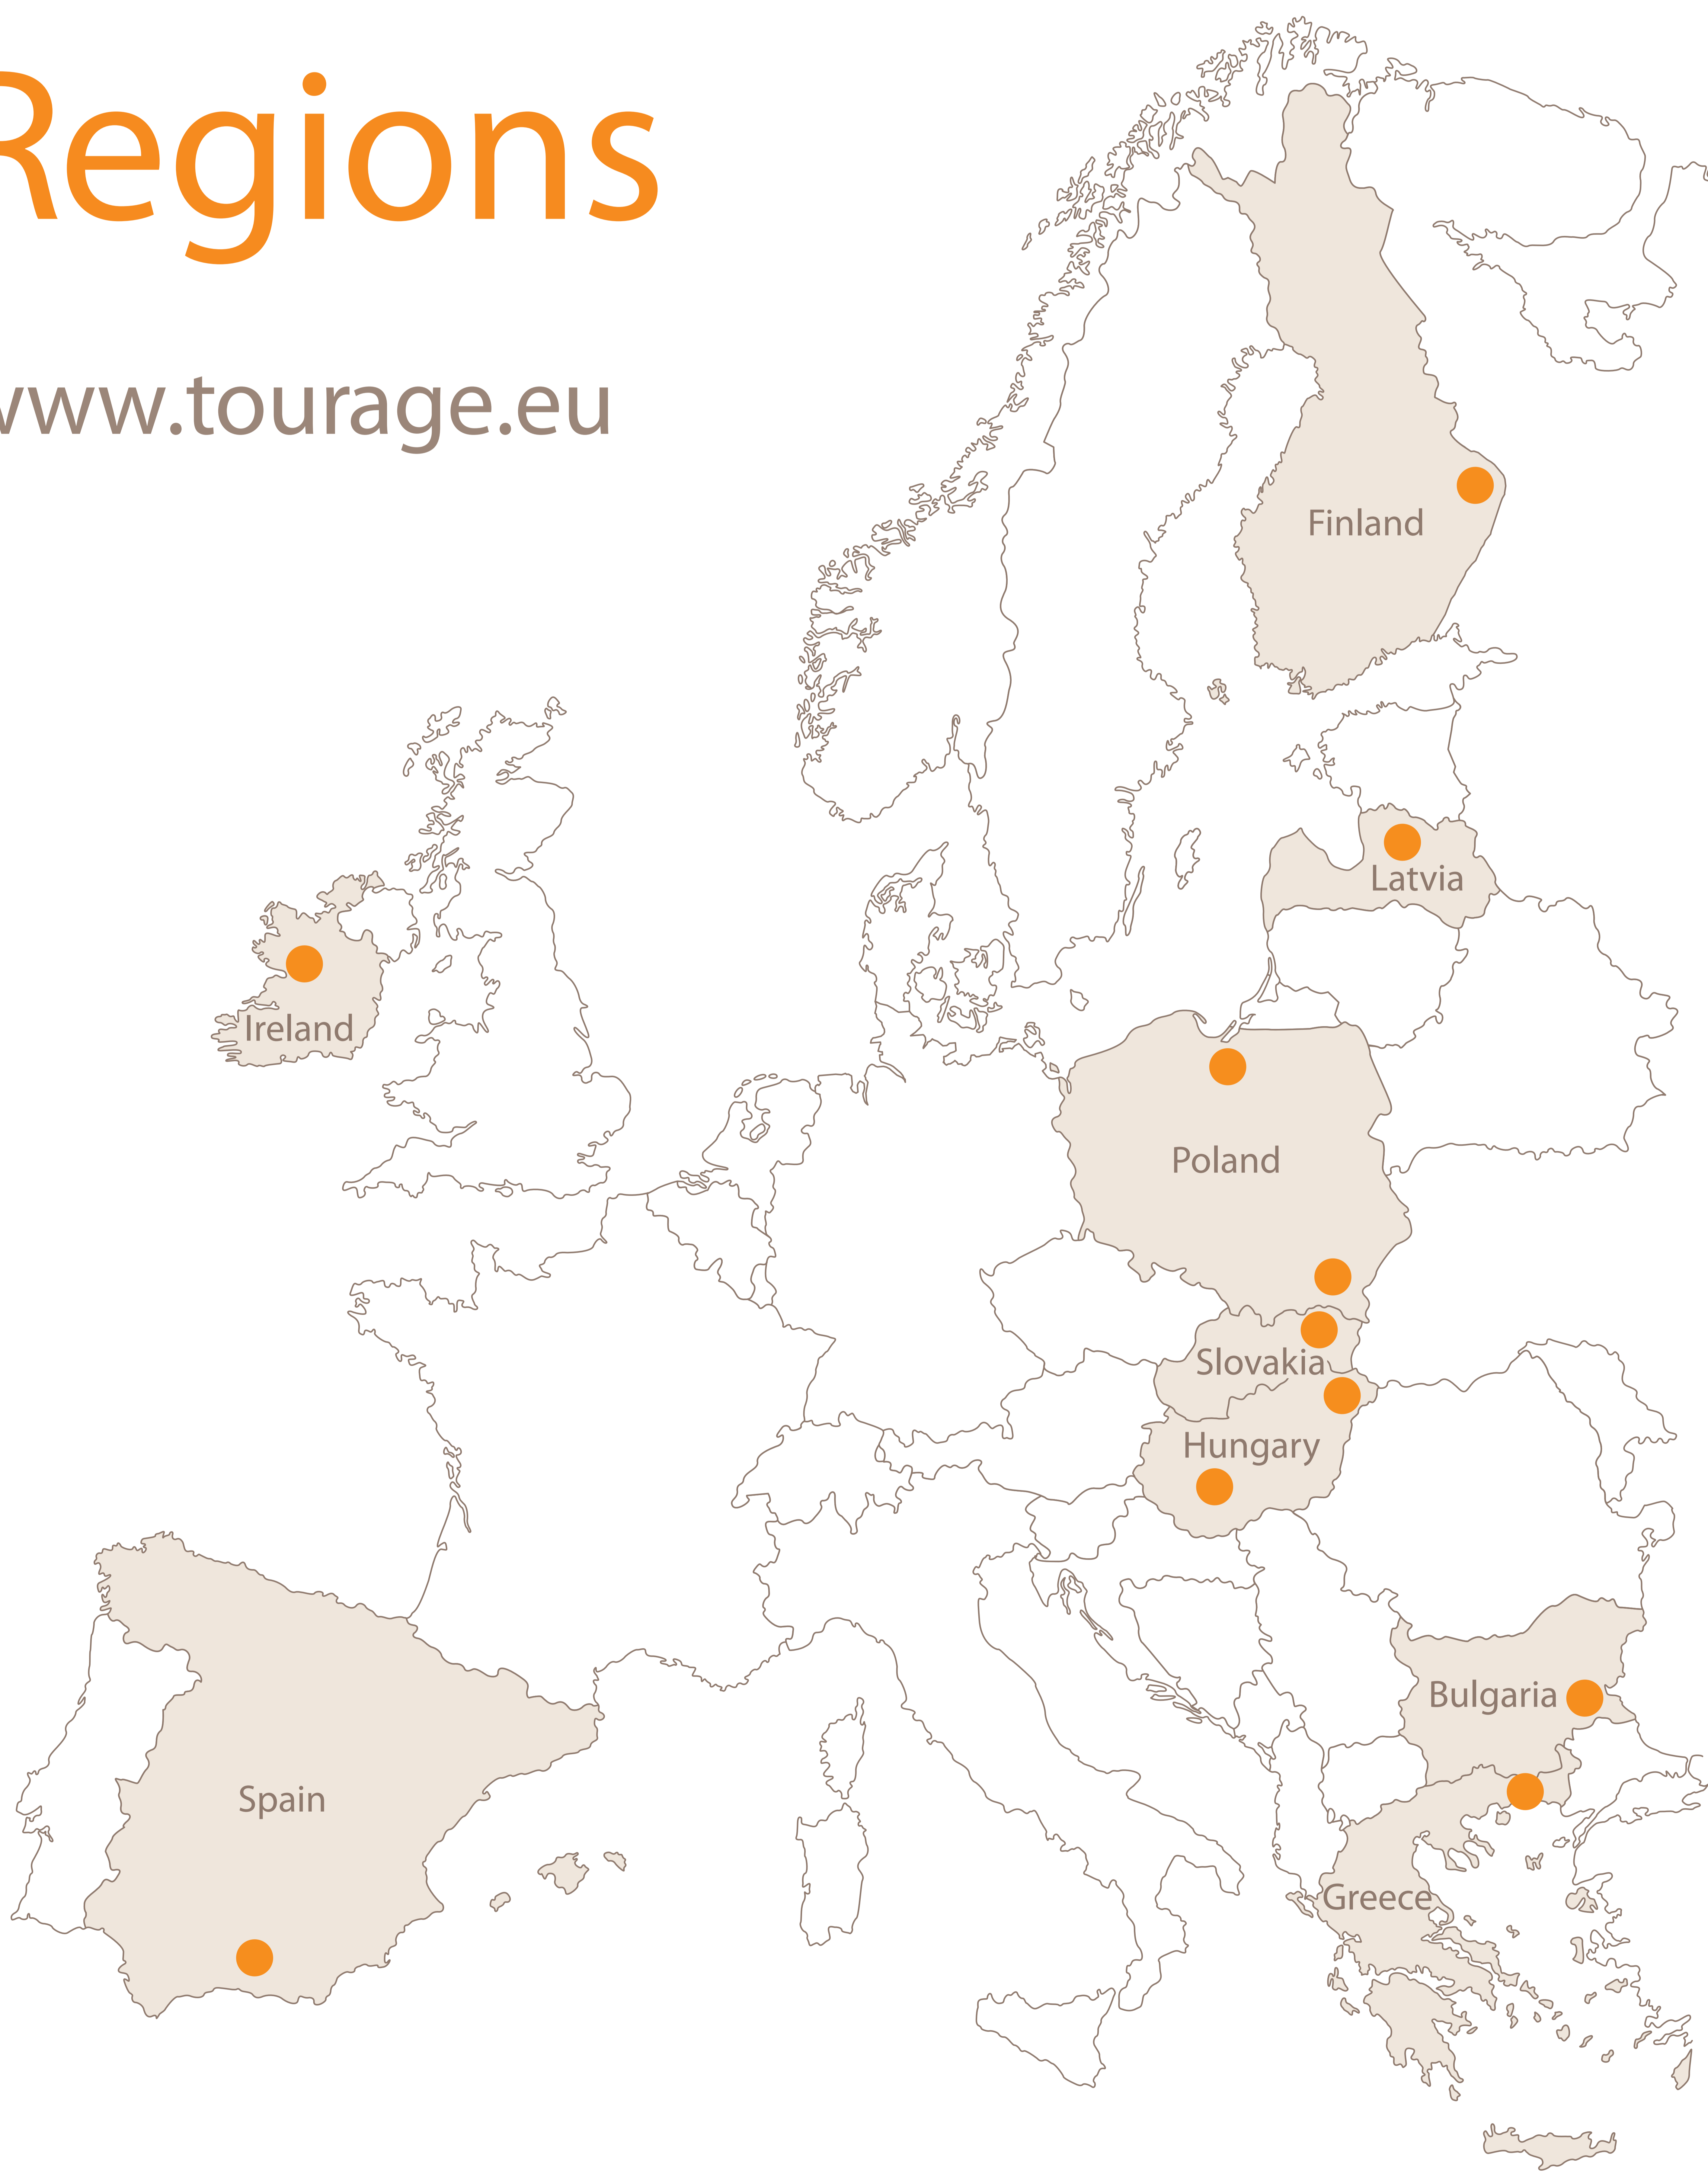 Regions
www.tourage.eu
Finland
Latvia
Ireland
Poland
Slovakia
Hungary
Bulgaria
Spain
Greece